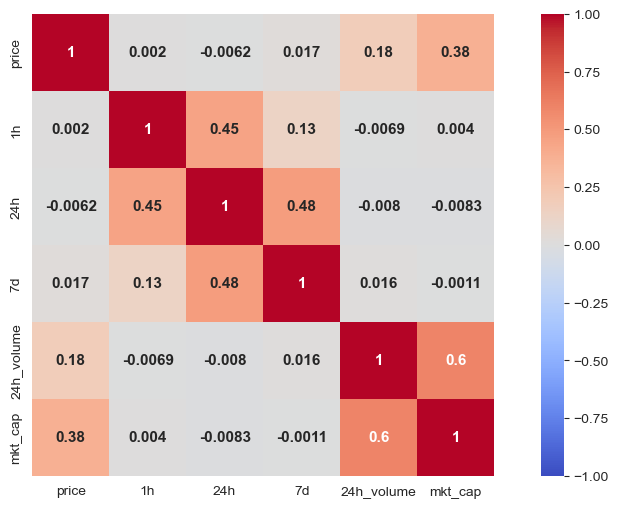 price 1 0.002 -0.0062 0.017 0.18 0.38
1h 0.002 1 0.45 0.13 -0.0069 0.004
24h -0.0062 0.45 1 0.48 -0.008 -0.0083
7d 0.017 0.13 0.48 1 0.016 -0.0011
24h_volume 0.18 -0.0069 -0.008 0.016 1 0.6
mkt_cap 0.38 0.004 -0.0083 -0.0011 0.6 1
price 1h 24h 7d 24h_volume mkt_cap
1.00
0.75
0.50
0.25
0.00
−0.25
−0.50
−0.75
−1.00